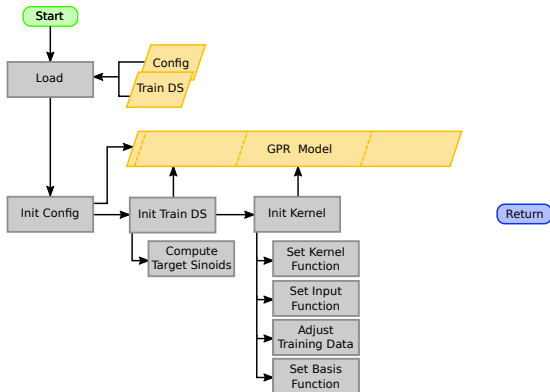 Start
Config
Load
Train DS
GPR Model
Init Config
Init Train DS
Init Kernel
Return
Compute
Target Sinoids
Set Kernel
Function
Set Input
Function
Adjust
Training Data
Set Basis
Function